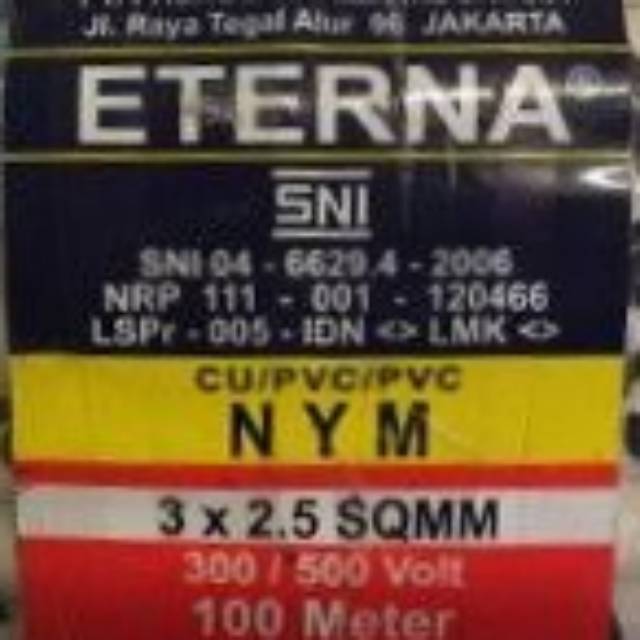 Jl. Raya Tegal Alur 96 JAKARTA
ETERNA®
SNI
SNI 04 - 6629.4 - 2006
NRP 111 - 001 - 120466
LSPr - 005 - IDN <> LMK <>
CU/PVC/PVC
NYM
3 x 2.5 SQMM
300 / 500 Volt
100 Meter